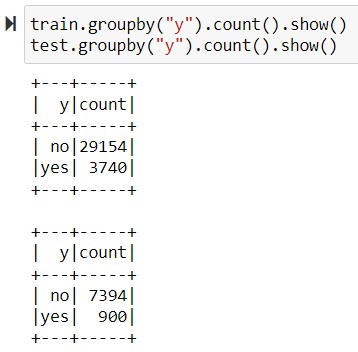 train.groupby("y").count().show()
test.groupby("y").count().show()
+---+-----+
|  y|count|
+---+-----+
| no|29154|
|yes| 3740|
+---+-----+
+---+-----+
|  y|count|
+---+-----+
| no| 7394|
|yes|  900|
+---+-----+